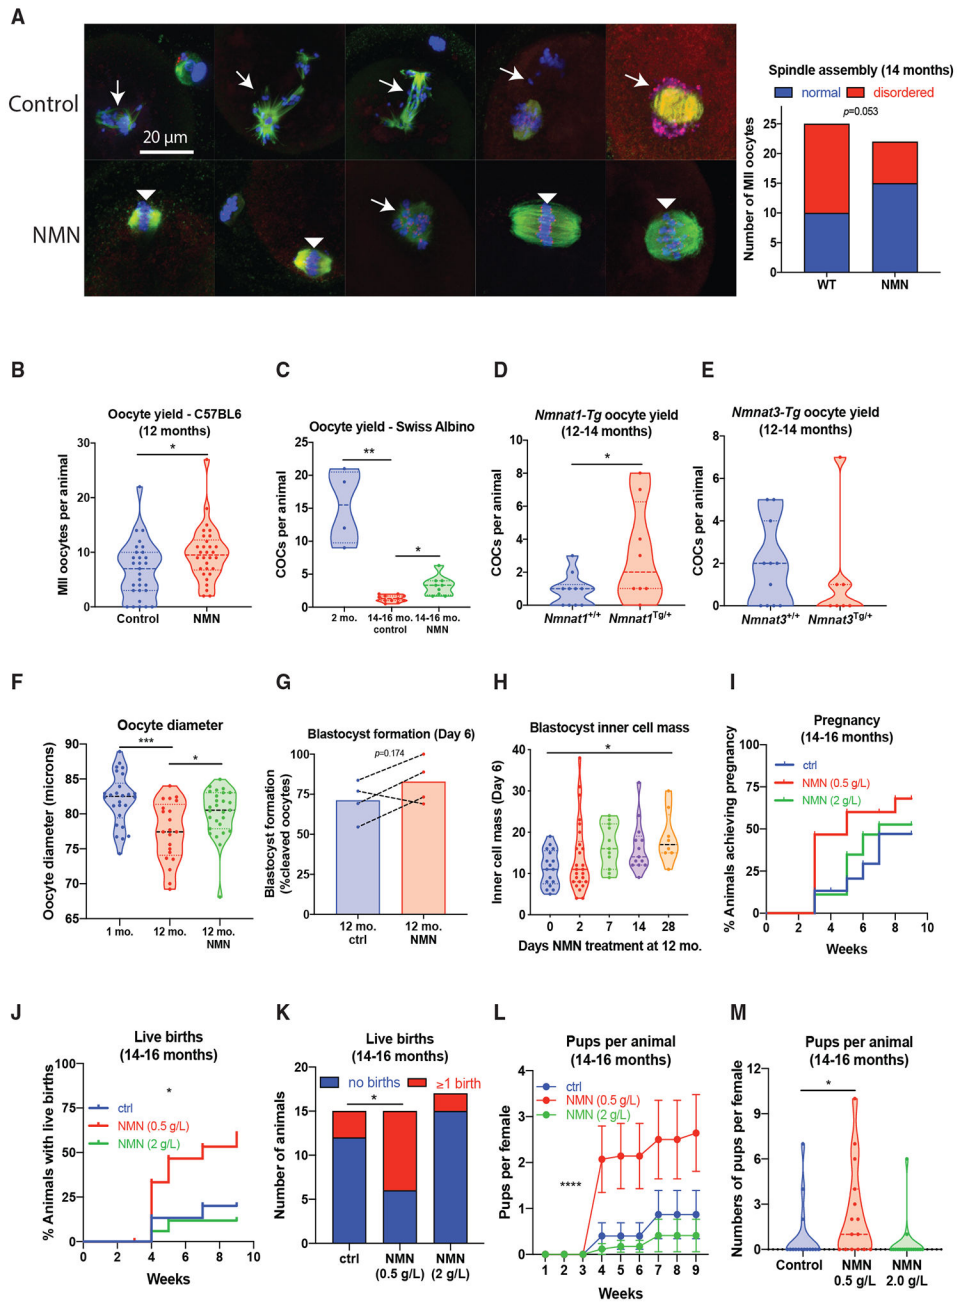 A
Control
20 µm
NMN
Spindle assembly (14 months)
normal disordered
p=0.053
Number of MII oocytes
25
20
15
10
5
0
WT NMN
B
Oocyte yield - C57BL6
(12 months)
*
MII oocytes per animal
30
20
10
0
Control NMN
C
Oocyte yield - Swiss Albino
**
*
COCs per animal
25
20
15
10
5
0
2 mo. 14-16 mo. 14-16 mo.
control NMN
D
Nmnat1-Tg oocyte yield
(12-14 months)
*
COCs per animal
10
8
6
4
2
0
Nmnat1+/+ Nmnat1Tg/+
E
Nmnat3-Tg oocyte yield
(12-14 months)
COCs per animal
8
6
4
2
0
Nmnat3+/+ Nmnat3Tg/+
F
Oocyte diameter
***
*
Oocyte diameter (microns)
90
85
80
75
70
65
1 mo. 12 mo. 12 mo.
NMN
G
Blastocyst formation (Day 6)
p=0.174
Blastocyst formation
(%cleaved oocytes)
100
75
50
25
0
12 mo. 12 mo.
ctrl NMN
H
Blastocyst inner cell mass
*
Inner cell mass (Day 6)
40
30
20
10
0
0 2 7 14 28
Days NMN treatment at 12 mo.
I
Pregnancy
(14-16 months)
% Animals achieving pregnancy
100
75
50
25
0
ctrl
NMN (0.5 g/L)
NMN (2 g/L)
0 2 4 6 8 10
Weeks
J
Live births
(14-16 months)
*
% Animals with live births
100
75
50
25
0
ctrl
NMN (0.5 g/L)
NMN (2 g/L)
0 2 4 6 8 10
Weeks
K
Live births
(14-16 months)
no births ≥1 birth
*
Number of animals
20
15
10
5
0
ctrl NMN NMN
(0.5 g/L) (2 g/L)
L
Pups per animal
(14-16 months)
ctrl
NMN (0.5 g/L)
NMN (2 g/L)
****
Pups per female
4
3
2
1
0
1 2 3 4 5 6 7 8 9
Weeks
M
Pups per animal
(14-16 months)
*
Numbers of pups per female
12
9
6
3
0
Control NMN NMN
0.5 g/L 2.0 g/L